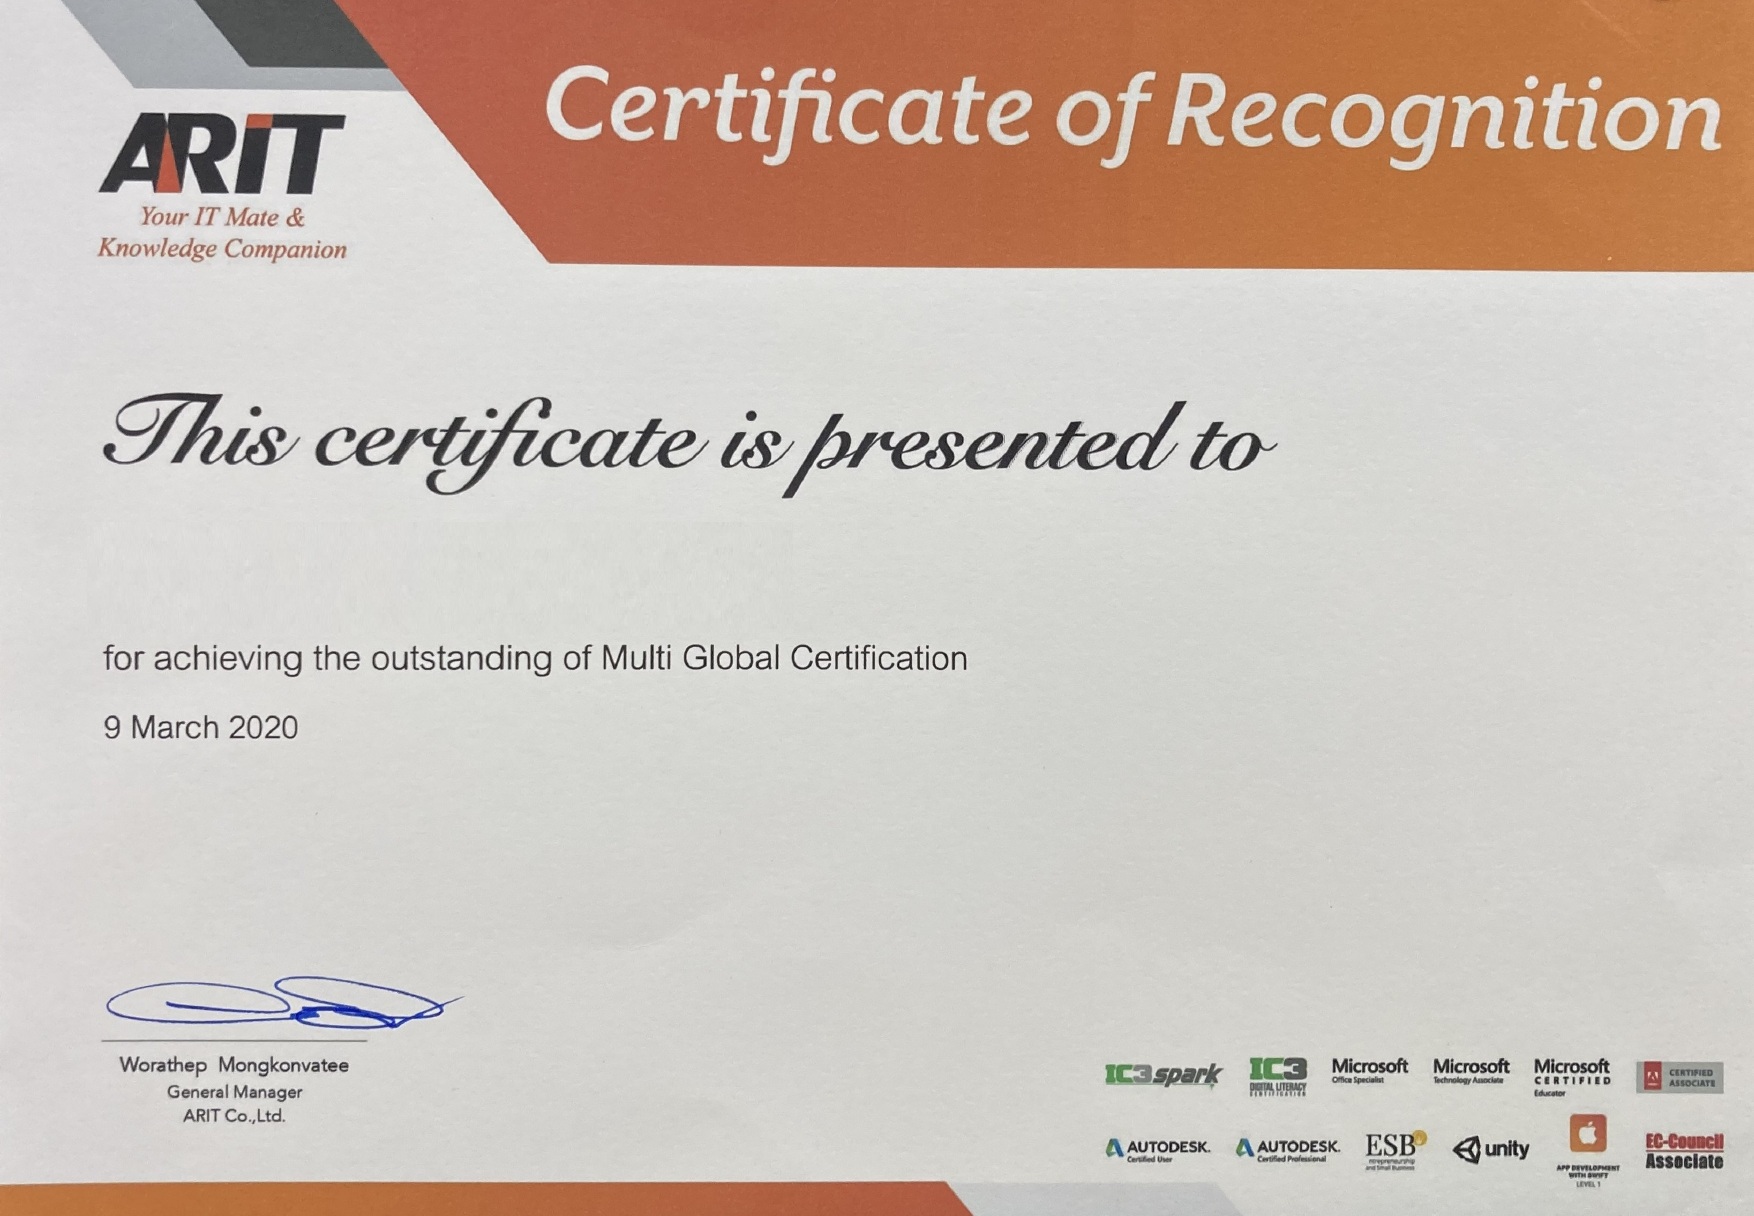 Certificate of Recognition
ARIT
Your IT Mate &
Knowledge Companion
This certificate is presented to
for achieving the outstanding of Multi Global Certification
9 March 2020
Worathep Mongkonvatee
General Manager
ARIT Co.,Ltd.
IC3 spark
IC3
DIGITAL LITERACY
CERTIFICATION
Microsoft
Office Specialist
Microsoft
Technology Associate
Microsoft
CERTIFIED
Educator
CERTIFIED
ASSOCIATE
AUTODESK.
Certified User
AUTODESK.
Certified Professional
ESB
Entrepreneurship
and Small Business
unity
APP DEVELOPMENT
WITH SWIFT
LEVEL 1
EC-Council
Associate